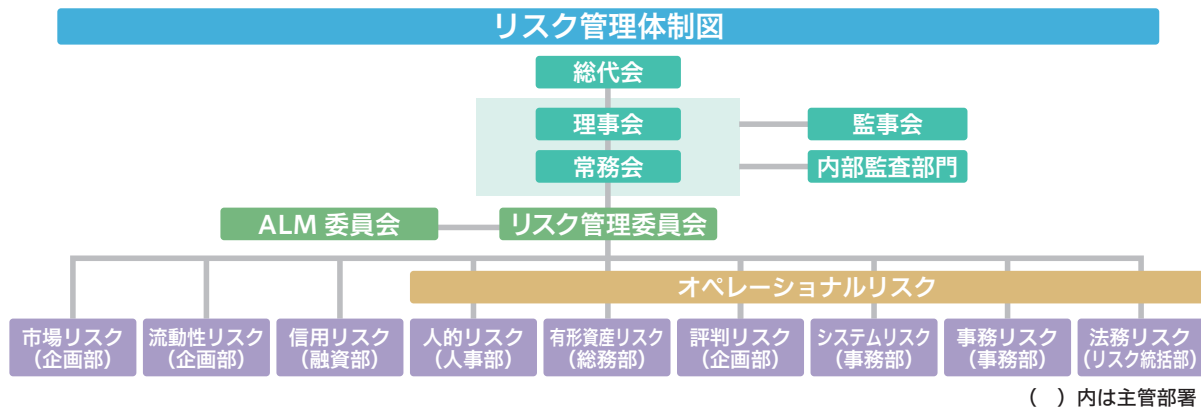 リスク管理体制図
総代会
理事会
監事会
常務会
内部監査部門
ALM 委員会
リスク管理委員会
オペレーショナルリスク
市場リスク
(企画部)
流動性リスク
(企画部)
信用リスク
(融資部)
人的リスク
(人事部)
有形資産リスク
(総務部)
評判リスク
(企画部)
システムリスク
(事務部)
事務リスク
(事務部)
法務リスク
(リスク統括部)
(　)内は主管部署